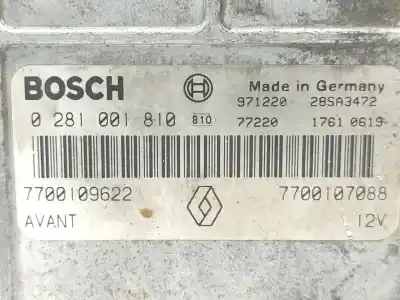 BOSCH
Made in Germany
971220 28SA3472
0 281 001 810 810 77220 1761 0619
7700109622 7700107088
AVANT 12V